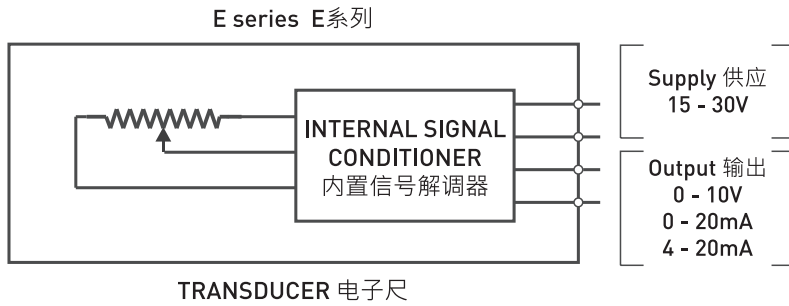 E series E系列
INTERNAL SIGNAL
CONDITIONER
内置信号解调器
Supply 供应
15 - 30V
Output 输出
0 - 10V
0 - 20mA
4 - 20mA
TRANSDUCER 电子尺